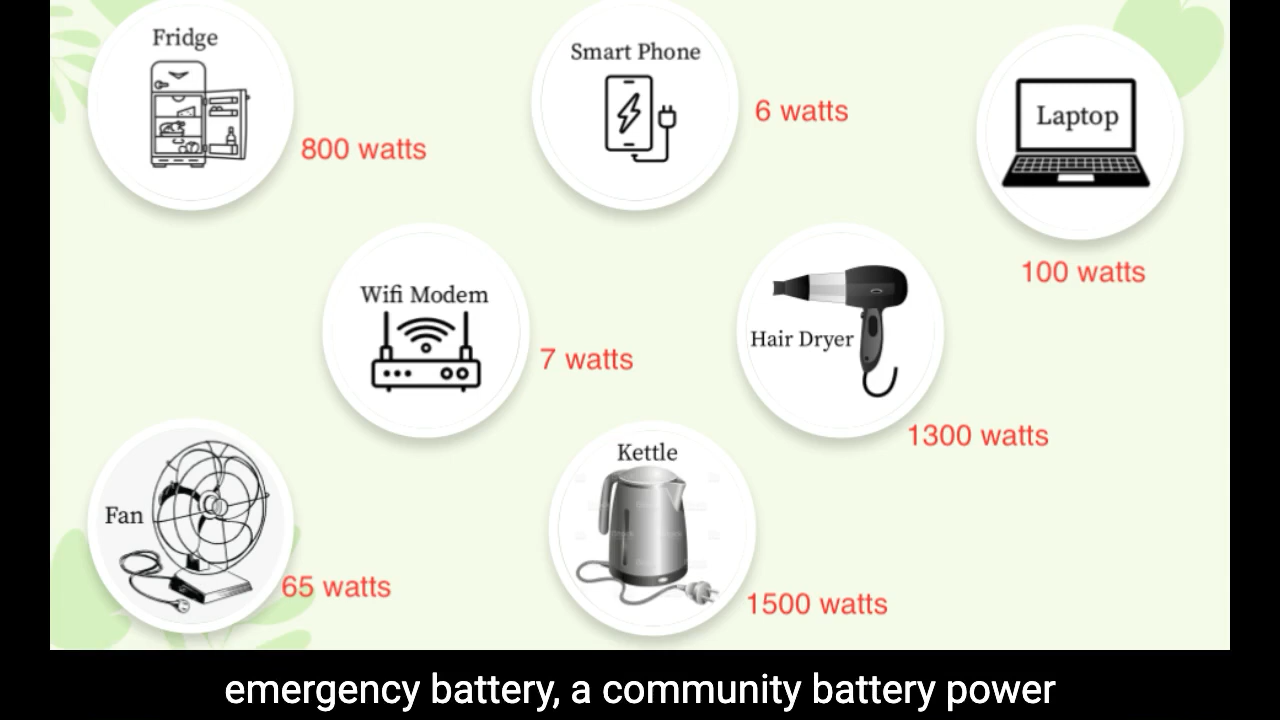 Fridge
800 watts
Smart Phone
6 watts
Laptop
100 watts
Wifi Modem
7 watts
Hair Dryer
1300 watts
Fan
65 watts
Kettle
1500 watts
emergency battery, a community battery power